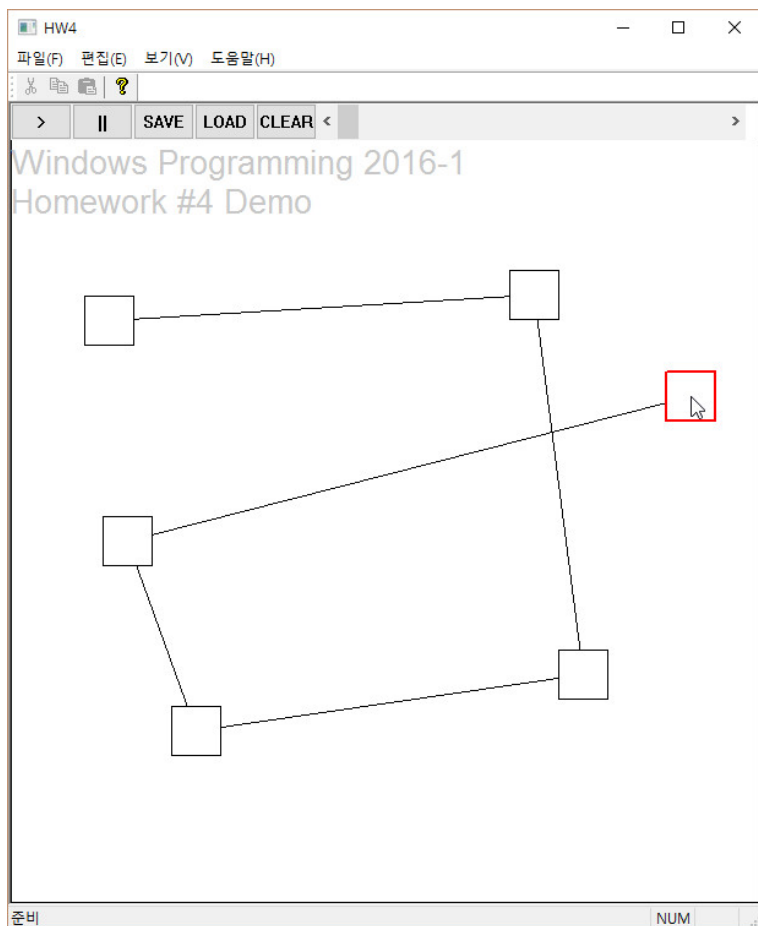 HW4
파일(F) 편집(E) 보기(V) 도움말(H)
> || SAVE LOAD CLEAR < >
Windows Programming 2016-1
Homework #4 Demo
준비 NUM